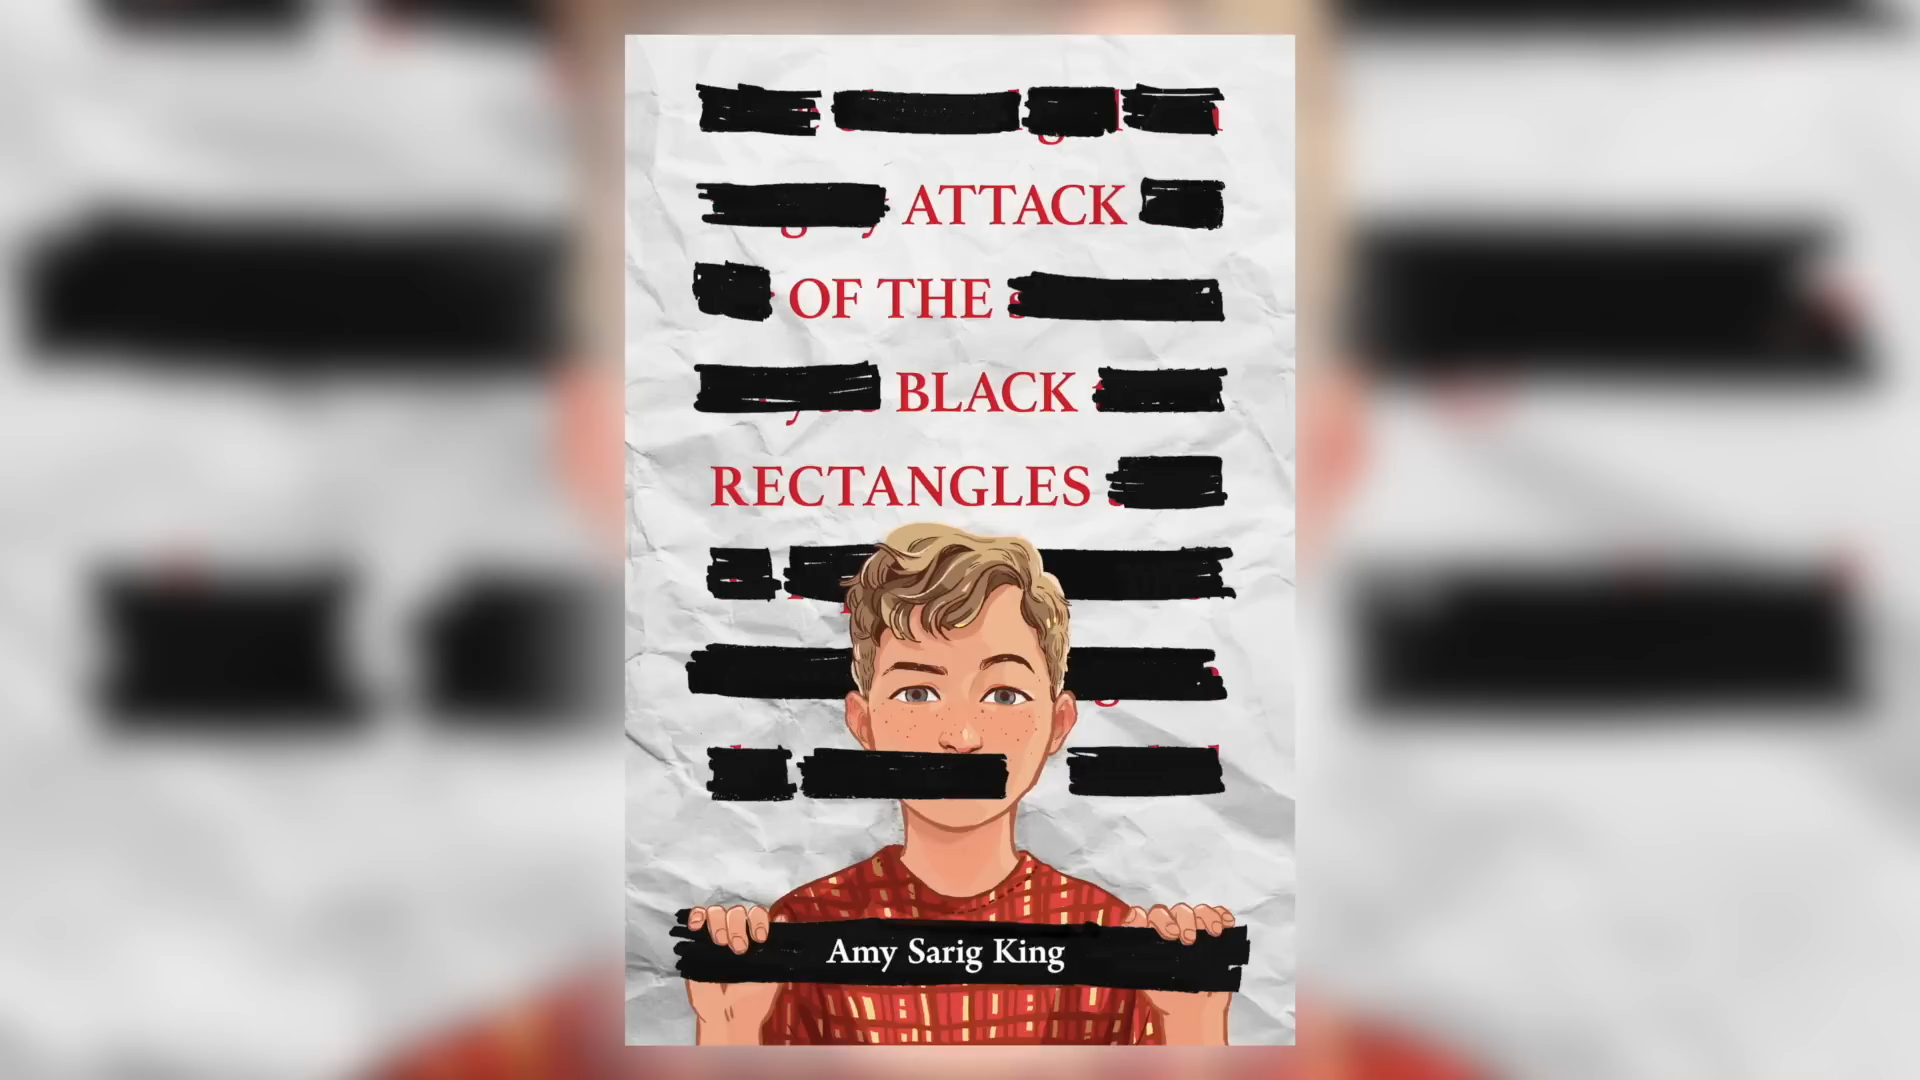 ATTACK
OF THE
BLACK
RECTANGLES
Amy Sarig King